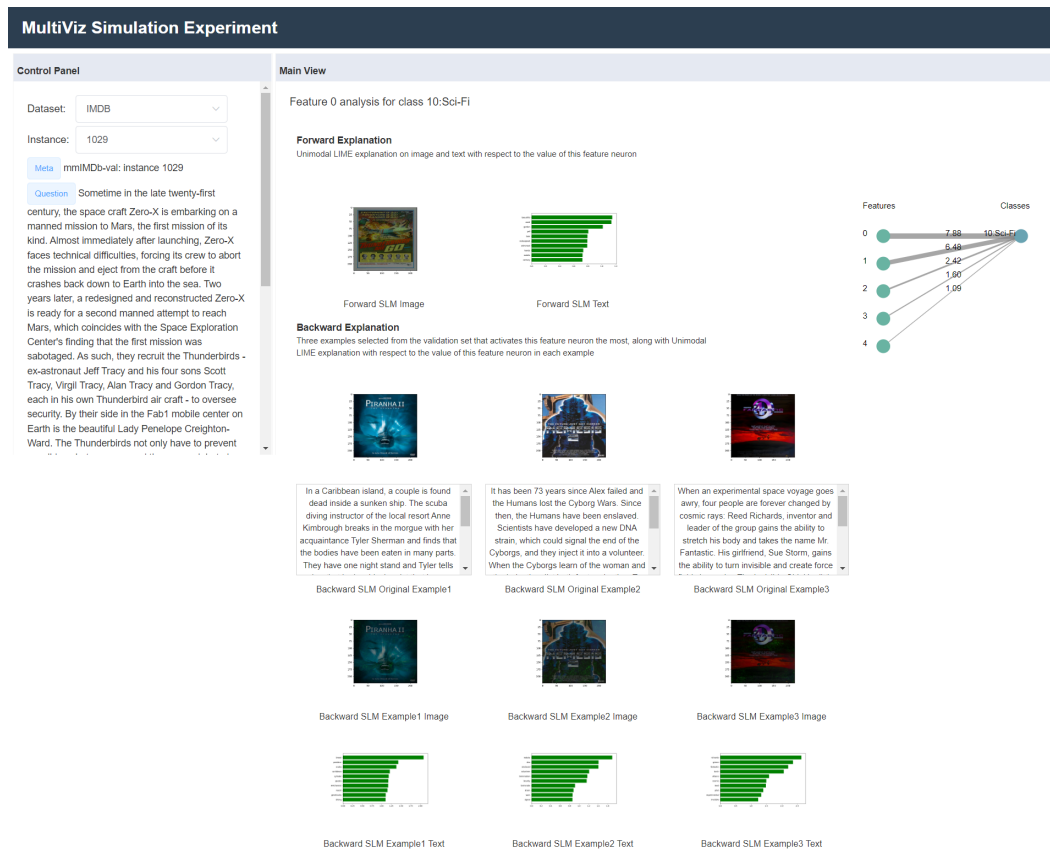 MultiViz Simulation Experiment
Control Panel
Dataset:
IMDB
Instance:
1029
Meta mmIMDb-val: instance 1029
Question Sometime in the late twenty-first
century, the space craft Zero-X is embarking on a
manned mission to Mars, the first mission of its
kind. Almost immediately after launching, Zero-X
faces technical difficulties, forcing its crew to abort
the mission and eject from the craft before it
crashes back down to Earth into the sea. Two
years later, a redesigned and reconstructed Zero-X
is ready for a second manned attempt to reach
Mars, which coincides with the Space Exploration
Center's finding that the first mission was
sabotaged. As such, they recruit the Thunderbirds -
ex-astronaut Jeff Tracy and his four sons Scott
Tracy, Virgil Tracy, Alan Tracy and Gordon Tracy,
each in his own Thunderbird air craft - to oversee
security. By their side in the Fab1 mobile center on
Earth is the beautiful Lady Penelope Creighton-
Ward. The Thunderbirds not only have to prevent
Main View
Feature 0 analysis for class 10:Sci-Fi
Forward Explanation
Unimodal LIME explanation on image and text with respect to the value of this feature neuron
GO
Forward SLM Image
Forward SLM Text
Features
Classes
0
7.88
10:Sci-Fi
6.48
1
2.42
1.60
2
1.09
3
4
Backward Explanation
Three examples selected from the validation set that activates this feature neuron the most, along with Unimodal
LIME explanation with respect to the value of this feature neuron in each example
PIRANHA II
NEMESIS
In a Caribbean island, a couple is found
dead inside a sunken ship. The scuba
diving instructor of the local resort Anne
Kimbrough breaks in the morgue with her
acquaintance Tyler Sherman and finds that
the bodies have been eaten in many parts.
They have one night stand and Tyler tells
It has been 73 years since Alex failed and
the Humans lost the Cyborg Wars. Since
then, the Humans have been enslaved.
Scientists have developed a new DNA
strain, which could signal the end of the
Cyborgs, and they inject it into a volunteer.
When the Cyborgs learn of the woman and
When an experimental space voyage goes
awry, four people are forever changed by
cosmic rays: Reed Richards, inventor and
leader of the group gains the ability to
stretch his body and takes the name Mr.
Fantastic. His girlfriend, Sue Storm, gains
the ability to turn invisible and create force
Backward SLM Original Example1
Backward SLM Original Example2
Backward SLM Original Example3
PIRANHA II
Backward SLM Example1 Image
Backward SLM Example2 Image
Backward SLM Example3 Image
Backward SLM Example1 Text
Backward SLM Example2 Text
Backward SLM Example3 Text